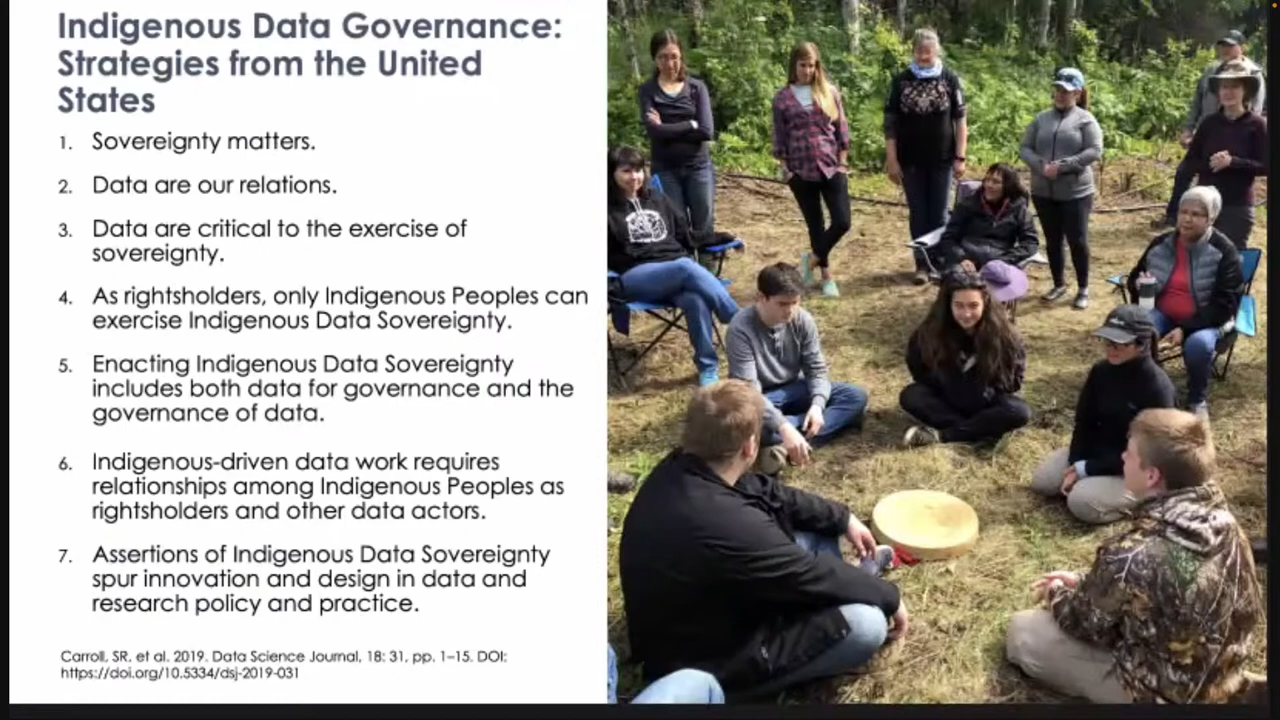 Indigenous Data Governance:
Strategies from the United
States
1. Sovereignty matters.
2. Data are our relations.
3. Data are critical to the exercise of
sovereignty.
4. As rightsholders, only Indigenous Peoples can
exercise Indigenous Data Sovereignty.
5. Enacting Indigenous Data Sovereignty
includes both data for governance and the
governance of data.
6. Indigenous-driven data work requires
relationships among Indigenous Peoples as
rightsholders and other data actors.
7. Assertions of Indigenous Data Sovereignty
spur innovation and design in data and
research policy and practice.
Carroll, SR, et al. 2019. Data Science Journal, 18: 31, pp. 1–15. DOI:
https://doi.org/10.5334/dsj-2019-031